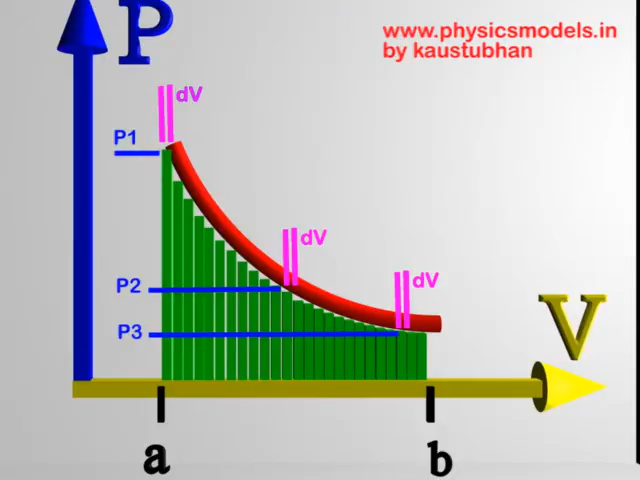 P
www.physicsmodels.in
by kaustubhan
dV
P1
dV
P2
dV
P3
V
a
b